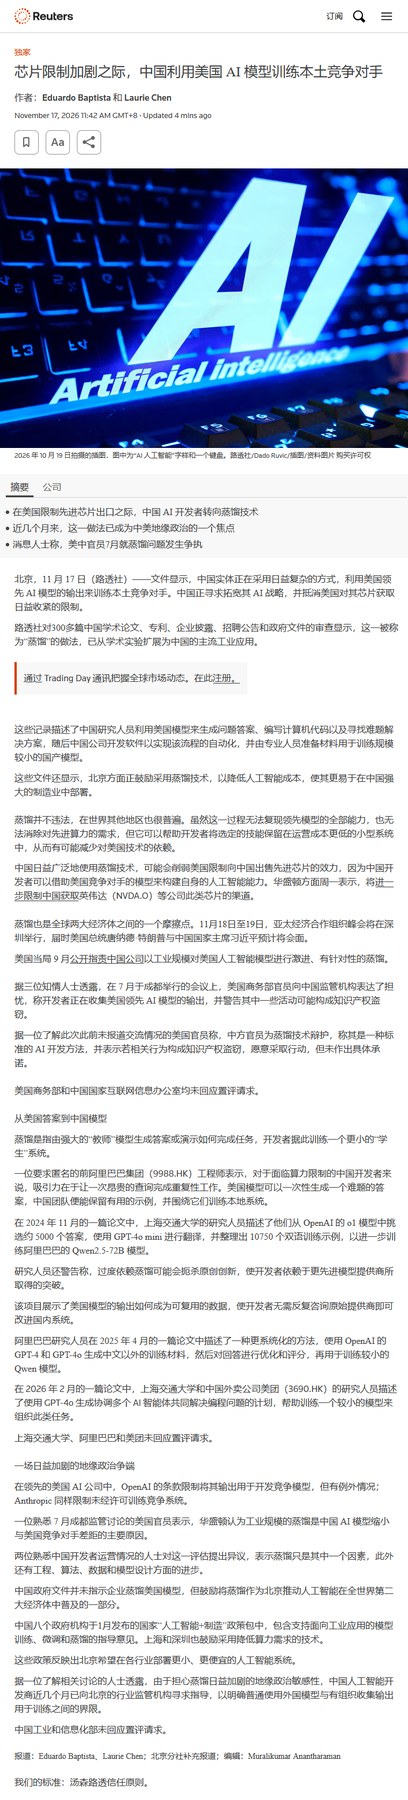 Reuters
订阅
独家
芯片限制加剧之际，中国利用美国 AI 模型训练本土竞争对手
作者：Eduardo Baptista 和 Laurie Chen
November 17, 2026 11:42 AM GMT+8 · Updated 4 mins ago
Aa
AI
Artificial intelligence
2026 年 10 月 19 日拍摄的插图，图中为“AI 人工智能”字样和一个键盘。路透社/Dado Ruvic/插图/资料图片 购买许可权
摘要
公司
在美国限制先进芯片出口之际，中国 AI 开发者转向蒸馏技术
近几个月来，这一做法已成为中美地缘政治的一个焦点
消息人士称，美中官员7月就蒸馏问题发生争执
北京，11 月 17 日（路透社）——文件显示，中国实体正在采用日益复杂的方式，利用美国领
先 AI 模型的输出来训练本土竞争对手。中国正寻求拓宽其 AI 战略，并抵消美国对其芯片获取
日益收紧的限制。
路透社对300多篇中国学术论文、专利、企业披露、招聘公告和政府文件的审查显示，这一被称
为“蒸馏”的做法，已从学术实验扩展为中国的主流工业应用。
通过 Trading Day 通讯把握全球市场动态。在此注册。
这些记录描述了中国研究人员利用美国模型来生成问题答案、编写计算机代码以及寻找难题解
决方案，随后中国公司开发软件以实现该流程的自动化，并由专业人员准备材料用于训练规模
较小的国产模型。
这些文件还显示，北京方面正鼓励采用蒸馏技术，以降低人工智能成本，使其更易于在中国强
大的制造业中部署。
蒸馏并不违法，在世界其他地区也很普遍。虽然这一过程无法复现领先模型的全部能力，也无
法消除对先进算力的需求，但它可以帮助开发者将选定的技能保留在运营成本更低的小型系统
中，从而有可能减少对美国技术的依赖。
中国日益广泛地使用蒸馏技术，可能会削弱美国限制向中国出售先进芯片的效力，因为中国开
发者可以借助美国竞争对手的模型来构建自身的人工智能能力。华盛顿方面周一表示，将进一
步限制中国获取英伟达（NVDA.O）等公司此类芯片的渠道。
蒸馏也是全球两大经济体之间的一个摩擦点。11月18日至19日，亚太经济合作组织峰会将在深
圳举行，届时美国总统唐纳德·特朗普与中国国家主席习近平预计将会面。
美国当局 9 月公开指责中国公司以工业规模对美国人工智能模型进行激进、有针对性的蒸馏。
据三位知情人士透露，在 7 月于成都举行的会议上，美国商务部官员向中国监管机构表达了担
忧，称开发者正在收集美国领先 AI 模型的输出，并警告其中一些活动可能构成知识产权盗
窃。
据一位了解此次此前未报道交流情况的美国官员称，中方官员为蒸馏技术辩护，称其是一种标
准的 AI 开发方法，并表示若相关行为构成知识产权盗窃，愿意采取行动，但未作出具体承
诺。
美国商务部和中国国家互联网信息办公室均未回应置评请求。
从美国答案到中国模型
蒸馏是指由强大的“教师”模型生成答案或演示如何完成任务，开发者据此训练一个更小的“学
生”系统。
一位要求匿名的前阿里巴巴集团（9988.HK）工程师表示，对于面临算力限制的中国开发者来
说，吸引力在于让一次昂贵的查询完成重复性工作。美国模型可以一次性生成一个难题的答
案，中国团队便能保留有用的示例，并围绕它们训练本地系统。
在 2024 年 11 月的一篇论文中，上海交通大学的研究人员描述了他们从 OpenAI 的 o1 模型中挑
选约 5000 个答案，使用 GPT-4o mini 进行翻译，并整理出 10750 个双语训练示例，以进一步训
练阿里巴巴的 Qwen2.5-72B 模型。
研究人员还警告称，过度依赖蒸馏可能会扼杀原创创新，使开发者依赖于更先进模型提供商所
取得的突破。
该项目展示了美国模型的输出如何成为可复用的数据，使开发者无需反复咨询原始提供商即可
改进国内系统。
阿里巴巴研究人员在 2025 年 4 月的一篇论文中描述了一种更系统化的方法，使用 OpenAI 的
GPT-4 和 GPT-4o 生成中文以外的训练材料，然后对回答进行优化和评分，再用于训练较小的
Qwen 模型。
在 2026 年 2 月的一篇论文中，上海交通大学和中国外卖公司美团（3690.HK）的研究人员描述
了使用 GPT-4o 生成协调多个 AI 智能体共同解决编程问题的计划，帮助训练一个较小的模型来
组织此类任务。
上海交通大学、阿里巴巴和美团未回应置评请求。
一场日益加剧的地缘政治争端
在领先的美国 AI 公司中，OpenAI 的条款限制将其输出用于开发竞争模型，但有例外情况；
Anthropic 同样限制未经许可训练竞争系统。
一位熟悉 7 月成都监管讨论的美国官员表示，华盛顿认为工业规模的蒸馏是中国 AI 模型缩小
与美国竞争对手差距的主要原因。
两位熟悉中国开发者运营情况的人士对这一评估提出异议，表示蒸馏只是其中一个因素，此外
还有工程、算法、数据和模型设计方面的进步。
中国政府文件并未指示企业蒸馏美国模型，但鼓励将蒸馏作为北京推动人工智能在全世界第二
大经济体中普及的一部分。
中国八个政府机构于1月发布的国家“人工智能+制造”政策包中，包含支持面向工业应用的模型
训练、微调和蒸馏的指导意见。上海和深圳也鼓励采用降低算力需求的技术。
这些政策反映出北京希望在各行业部署更小、更便宜的人工智能系统。
据一位了解相关讨论的人士透露，由于担心蒸馏日益加剧的地缘政治敏感性，中国人工智能开
发商近几个月已向北京的行业监管机构寻求指导，以明确普通使用外国模型与有组织收集输出
用于训练之间的界限。
中国工业和信息化部未回应置评请求。
报道：Eduardo Baptista、Laurie Chen；北京分社补充报道；编辑：Muralikumar Anantharaman
我们的标准：汤森路透信任原则。